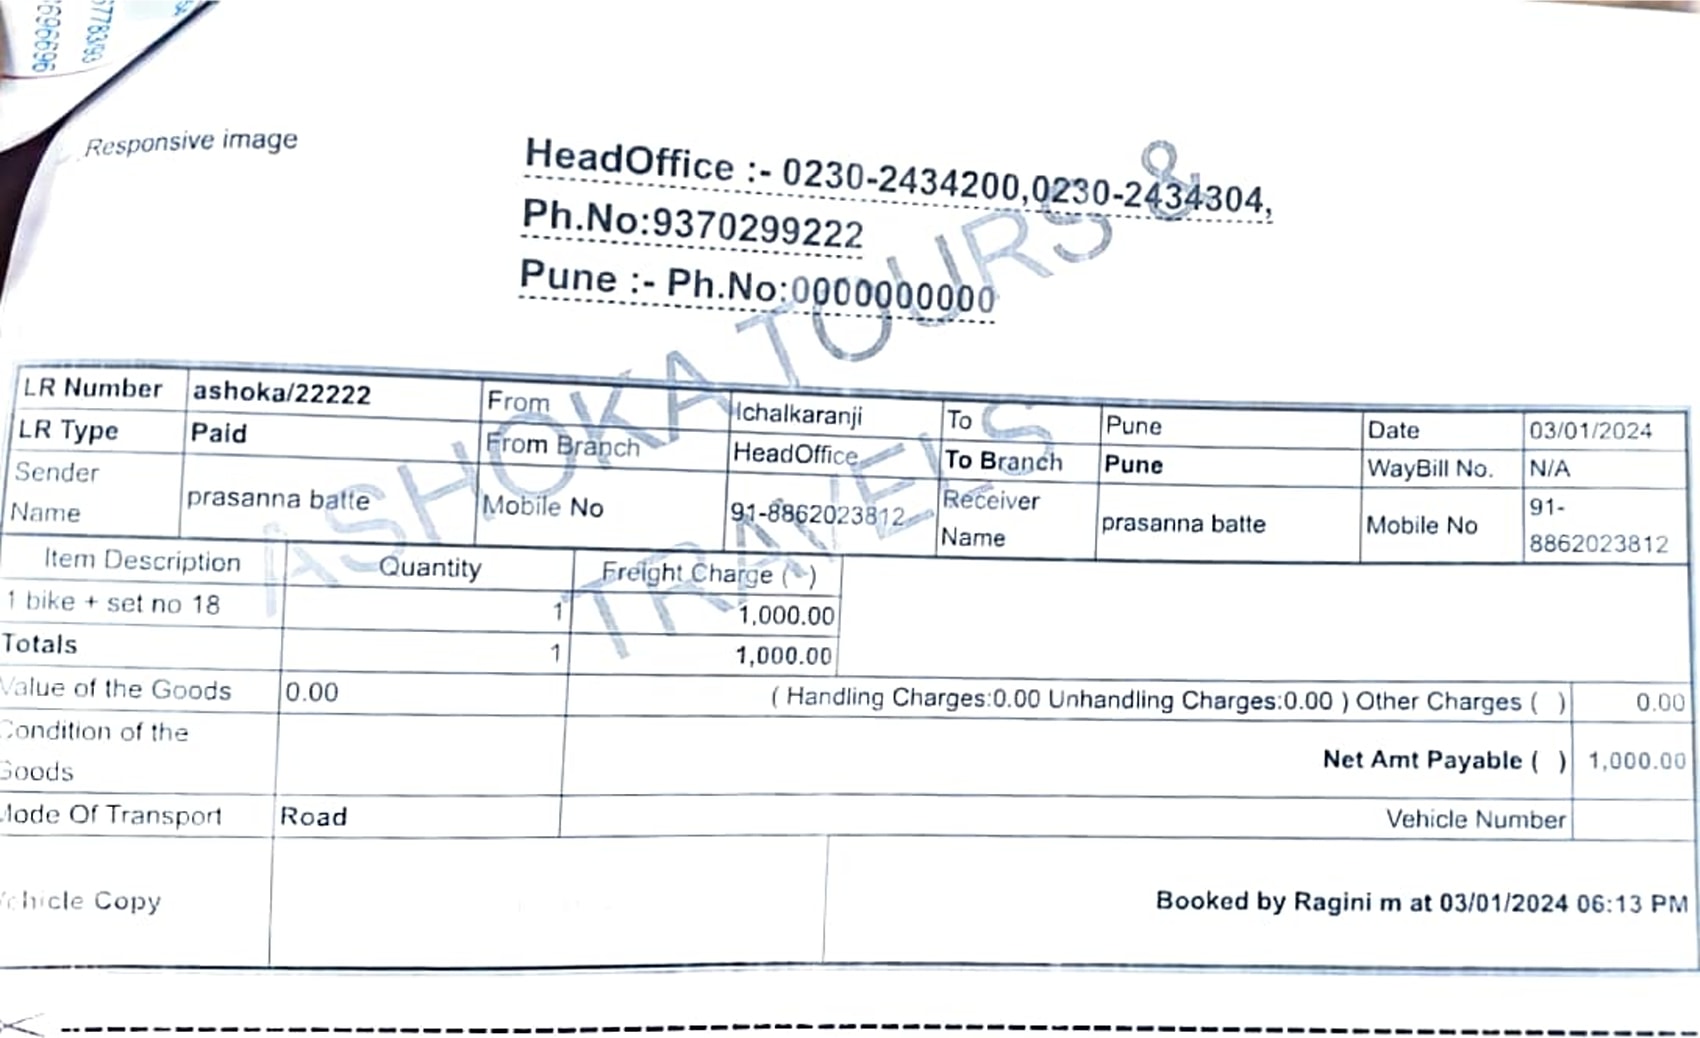 69696696
67783/93
Responsive image
HeadOffice :- 0230-2434200,0230-2434304,
Ph.No:9370299222
Pune :- Ph.No:0000000000
ASHOKA TOURS &
TRAVELS
LR Number ashoka/22222 From Ichalkaranji To Pune Date 03/01/2024
LR Type Paid From Branch HeadOffice To Branch Pune WayBill No. N/A
Sender Name prasanna batte Mobile No 91-8862023812 Receiver Name prasanna batte Mobile No 91-8862023812
Item Description Quantity Freight Charge ( )
1 bike + set no 18 1 1,000.00
Totals 1 1,000.00
Value of the Goods 0.00 ( Handling Charges:0.00 Unhandling Charges:0.00 ) Other Charges ( ) 0.00
Condition of the Goods Net Amt Payable ( ) 1,000.00
Mode Of Transport Road Vehicle Number
Vehicle Copy Booked by Ragini m at 03/01/2024 06:13 PM